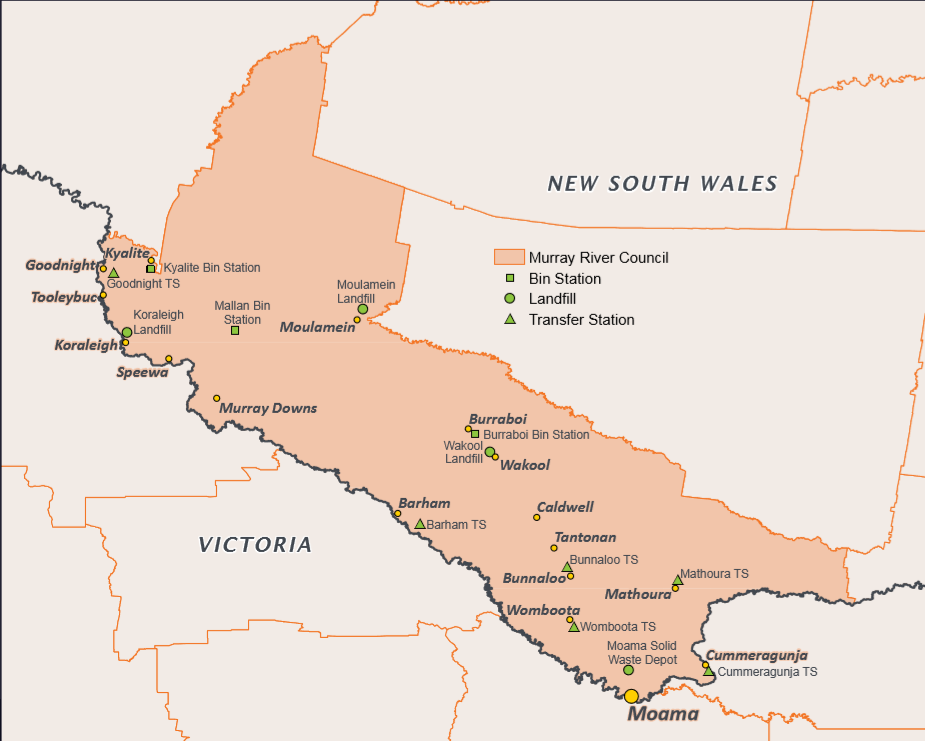 NEW SOUTH WALES
Murray River Council
Bin Station
Landfill
Transfer Station
Kyalite
Kyalite Bin Station
Goodnight
Goodnight TS
Tooleybuc
Koraleigh
Landfill
Koraleigh
Speewa
Mallan Bin
Station
Moulamein
Landfill
Moulamein
Murray Downs
Burraboi
Burraboi Bin Station
Wakool
Landfill
Wakool
Barham
Barham TS
Caldwell
Tantonan
VICTORIA
Bunnaloo TS
Bunnaloo
Mathoura TS
Mathoura
Womboota
Womboota TS
Moama Solid
Waste Depot
Cummeragunja
Cummeragunja TS
Moama